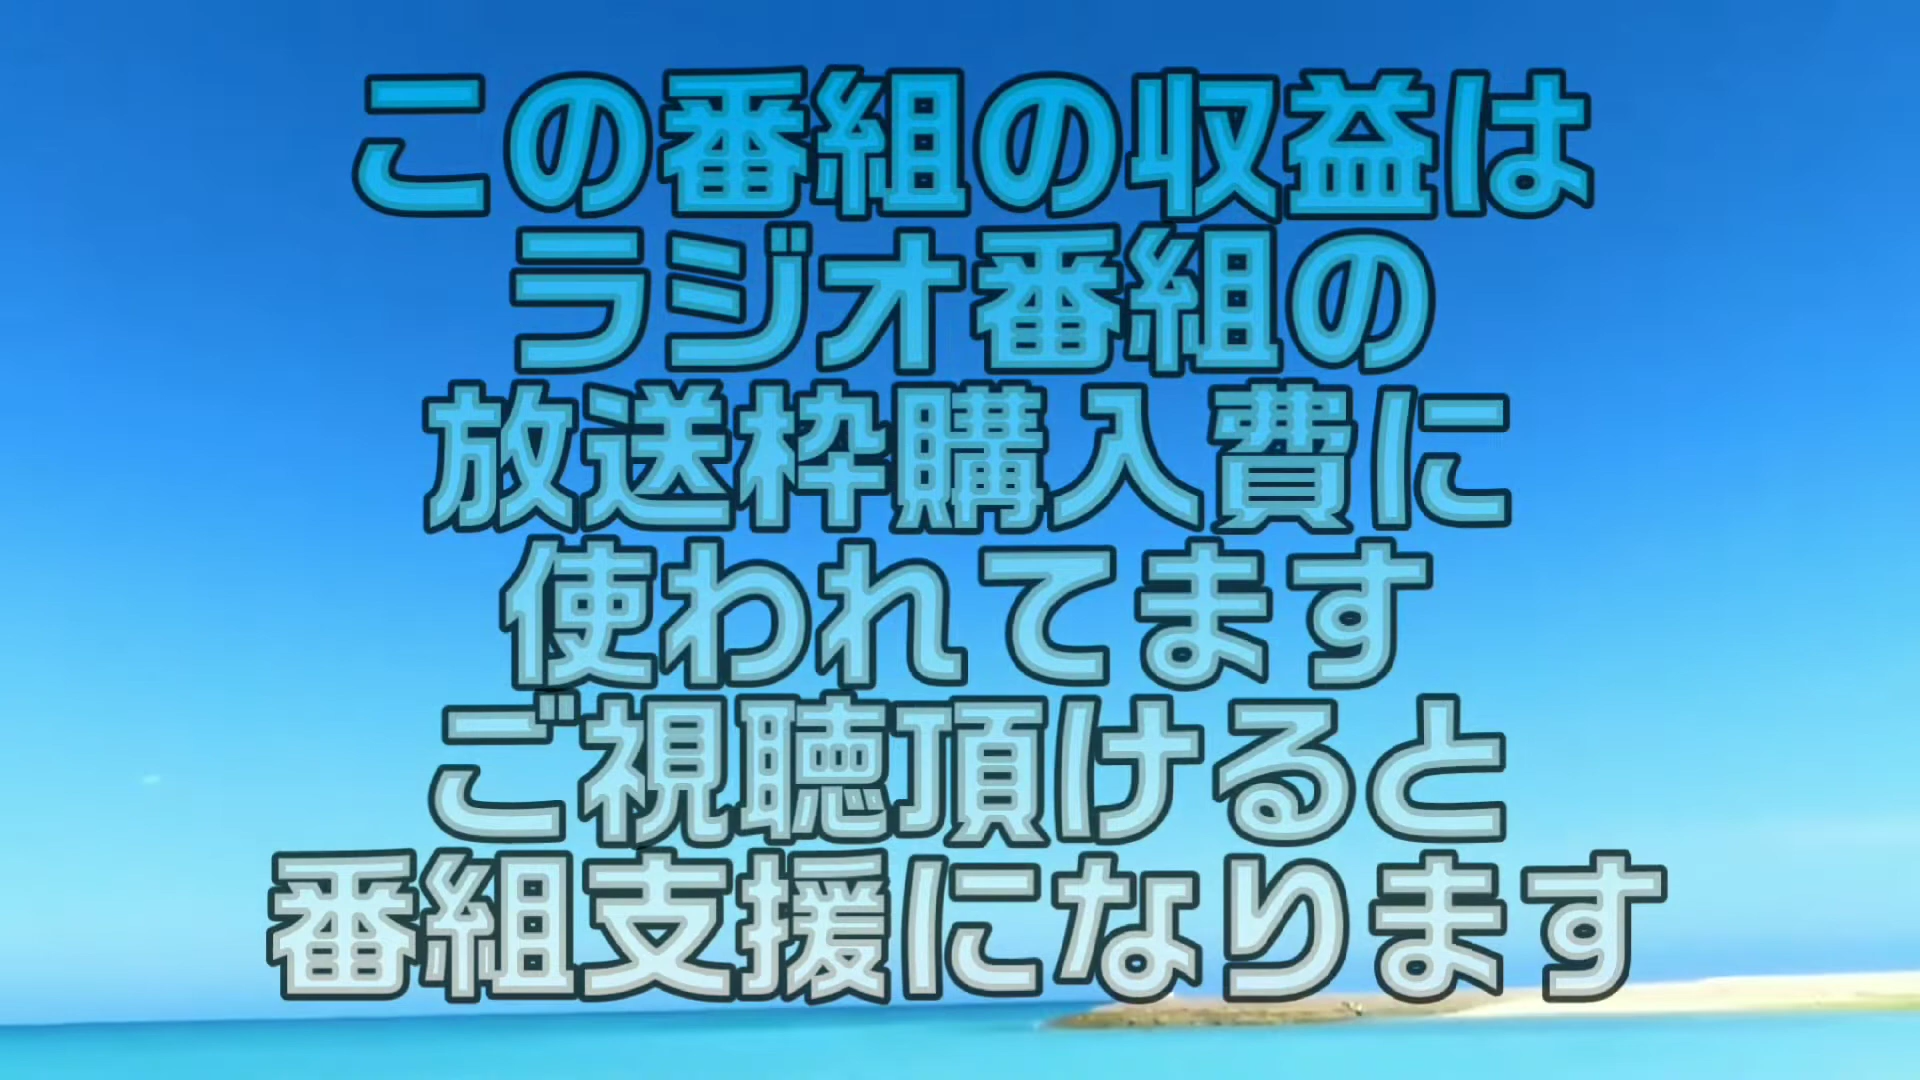 この番組の収益は
ラジオ番組の
放送枠購入費に
使われてます
ご視聴頂けると
番組支援になります